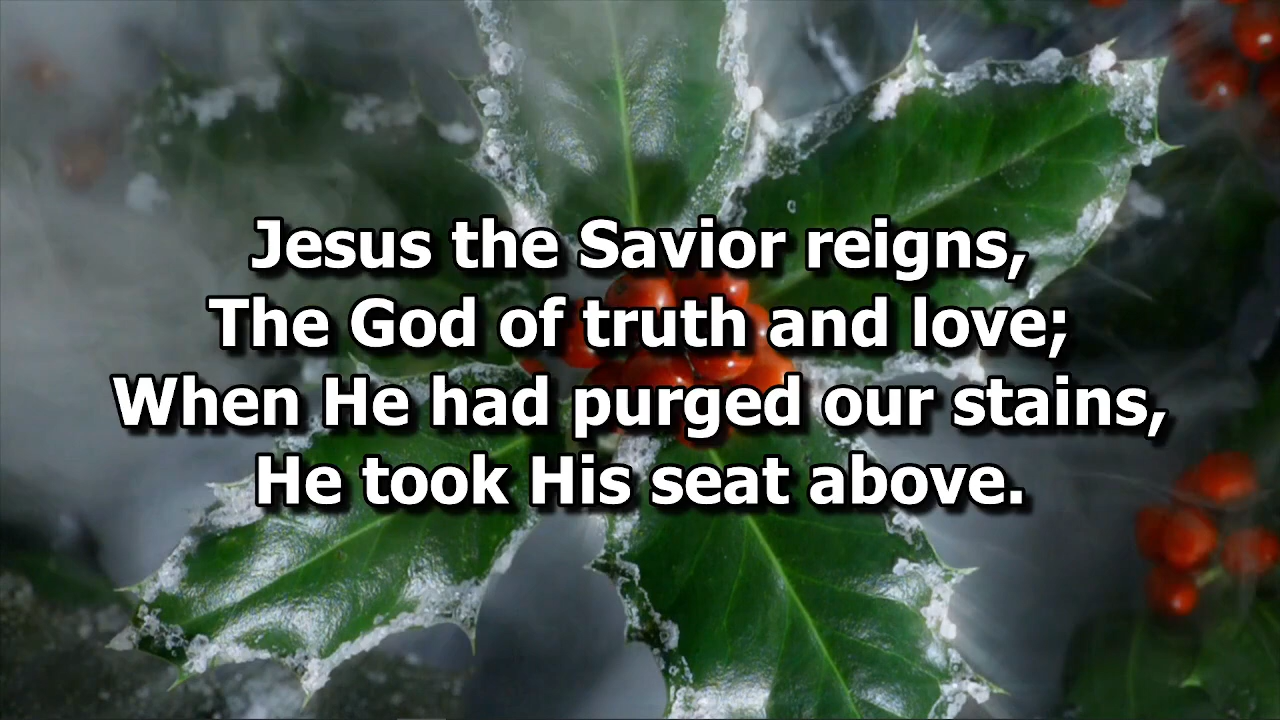 Jesus the Savior reigns,
The God of truth and love;
When He had purged our stains,
He took His seat above.